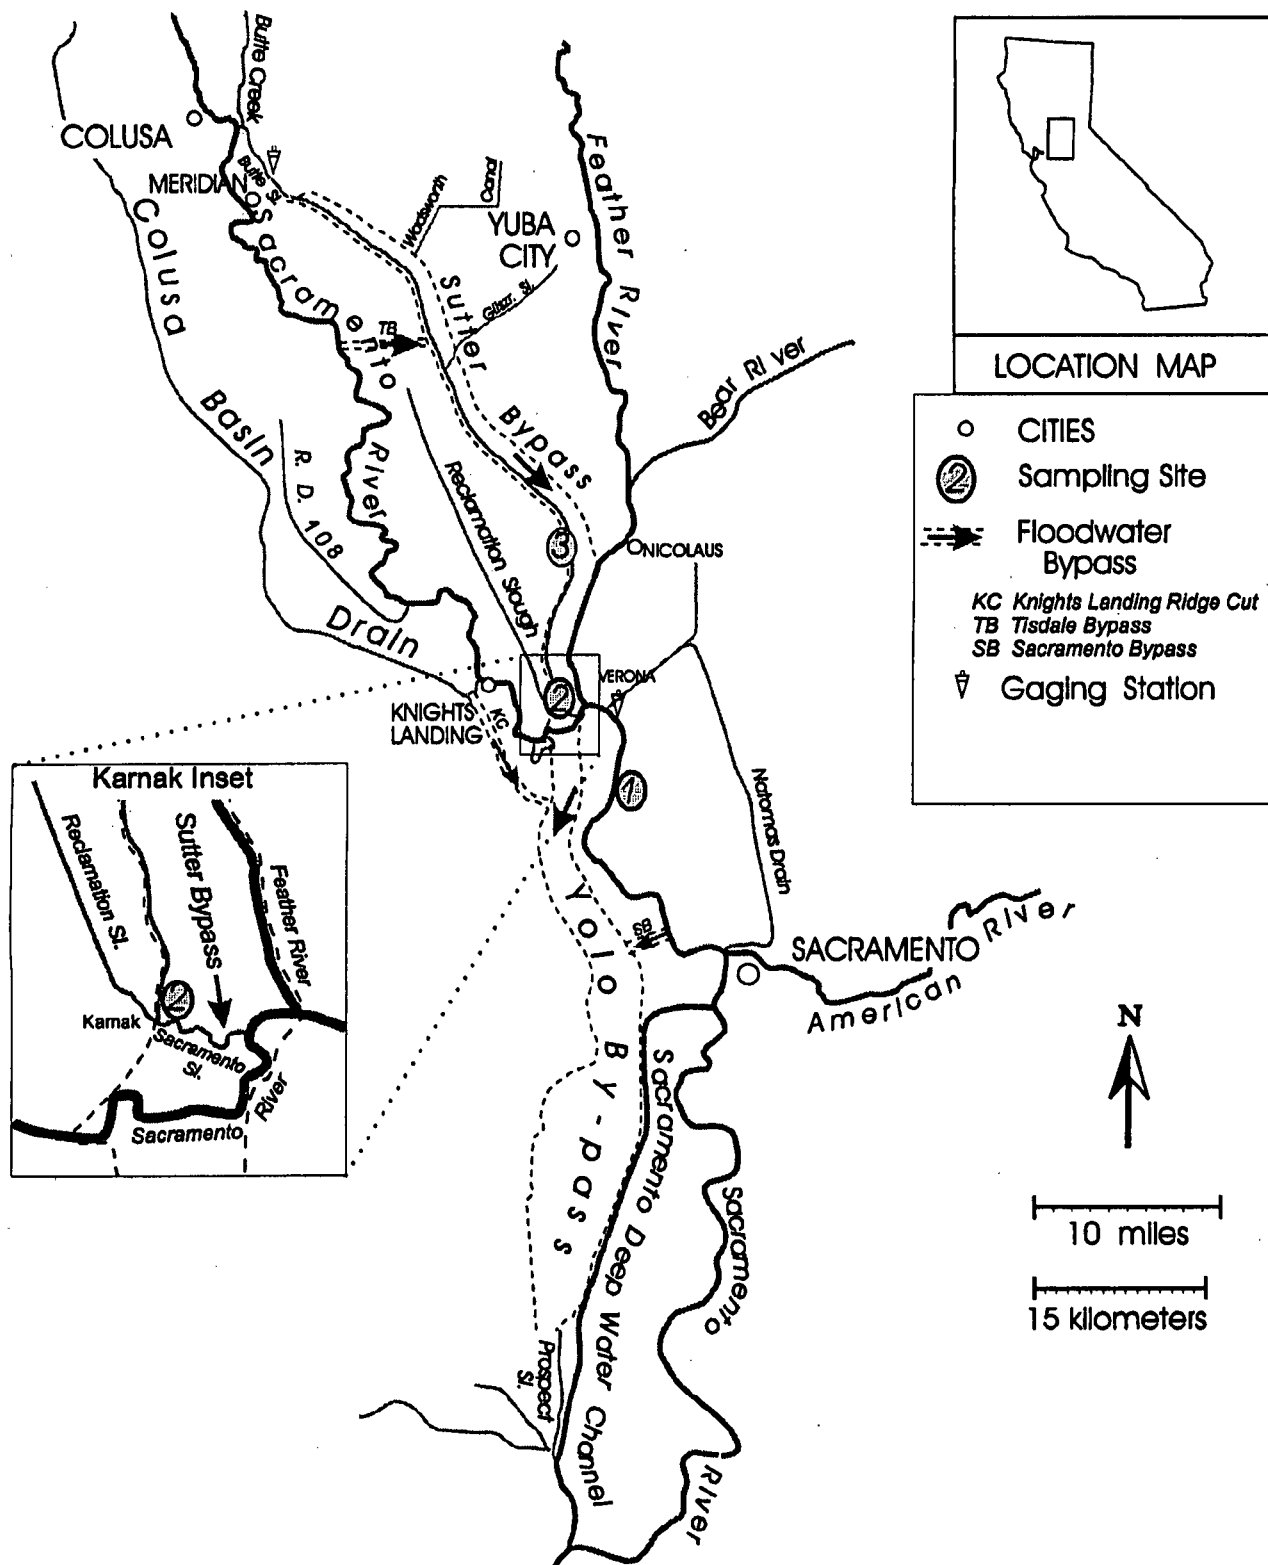 Butte Creek
COLUSA
Butte Sl.
MERIDIAN
Wadsworth
Canal
YUBA
CITY
Feather River
Colusa
Basin
Drain
Sacramento
River
TB
Sutter
Bypass
Gilszr. Sl.
Bear River
R. D. 108
Reclamation Slough
3
NICOLAUS
2
VERONA
KNIGHTS
LANDING
KC
1
Natomas Drain
LOCATION MAP
CITIES
2 Sampling Site
Floodwater
Bypass
KC Knights Landing Ridge Cut
TB Tisdale Bypass
SB Sacramento Bypass
Gaging Station
Karnak Inset
Reclamation Sl.
Sutter Bypass
Feather River
2
Karnak
Sacramento
Sl.
Sacramento
River
Yolo By-pass
SB
SACRAMENTO
American
River
Sacramento Deep Water Channel
Sacramento
River
Prospect
Sl.
N
10 miles
15 kilometers